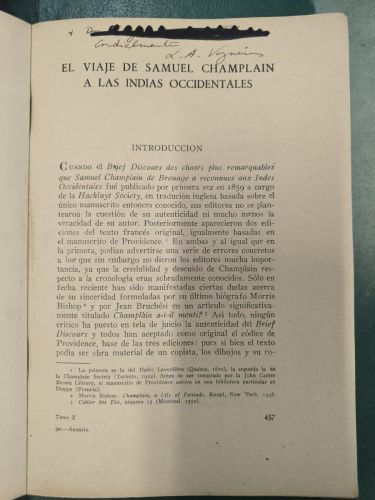 Cordialmente
L. A. Vigneras
EL VIAJE DE SAMUEL CHAMPLAIN
A LAS INDIAS OCCIDENTALES
INTRODUCCION
CUANDO el Brief Discours des choses plus remarquables
que Samuel Champlain de Brouage a reconnues aux Indes
Occidentales fué publicado por primera vez en 1859 a cargo
de la Hackluyt Society, en traducción inglesa basada sobre el
único manuscrito entonces conocido, sus editores no se plan-
tearon la cuestión de su autenticidad ni mucho menos la
veracidad de su autor. Posteriormente aparecieron dos edi-
ciones del texto francés original, igualmente basadas en
el manuscrito de Providence. 1 En ambas y al igual que en
la primera, podían advertirse una serie de errores concretos
a los que sin embargo no dieron los editores mucha impor-
tancia, ya que la credulidad y descuido de Champlain res-
pecto a la cronología eran sobradamente conocidos. Sólo en
fecha reciente han sido manifestadas ciertas dudas acerca
de su sinceridad formuladas por su último biógrafo Morris
Bishop 2 y por Jean Bruchési en un artículo significativa-
mente titulado Champlain a-t-il menti? 3 Así todo, ningún
crítico ha puesto en tela de juicio la autenticidad del Brief
Discours y todos han aceptado como original el códice de
Providence, base de las tres ediciones: pues si bien el texto
podía ser obra material de un copista, los dibujos y su ro-
1 La primera es la del Padre Laverdière (Quebec, 1870), la segunda la de
la Champlain Society (Toronto, 1922). Antes de ser comprado por la John Carter
Brown Library, el manuscrito de Providence estuvo en una biblioteca particular en
Dieppe (Francia).
2 Morris Bishop: Champlain, a Life of Fortitude, Knopf, New York, 1948.
3 Cahier des Dix, número 15 (Montreal, 1950).
Tomo X
457
30.—Anuario.